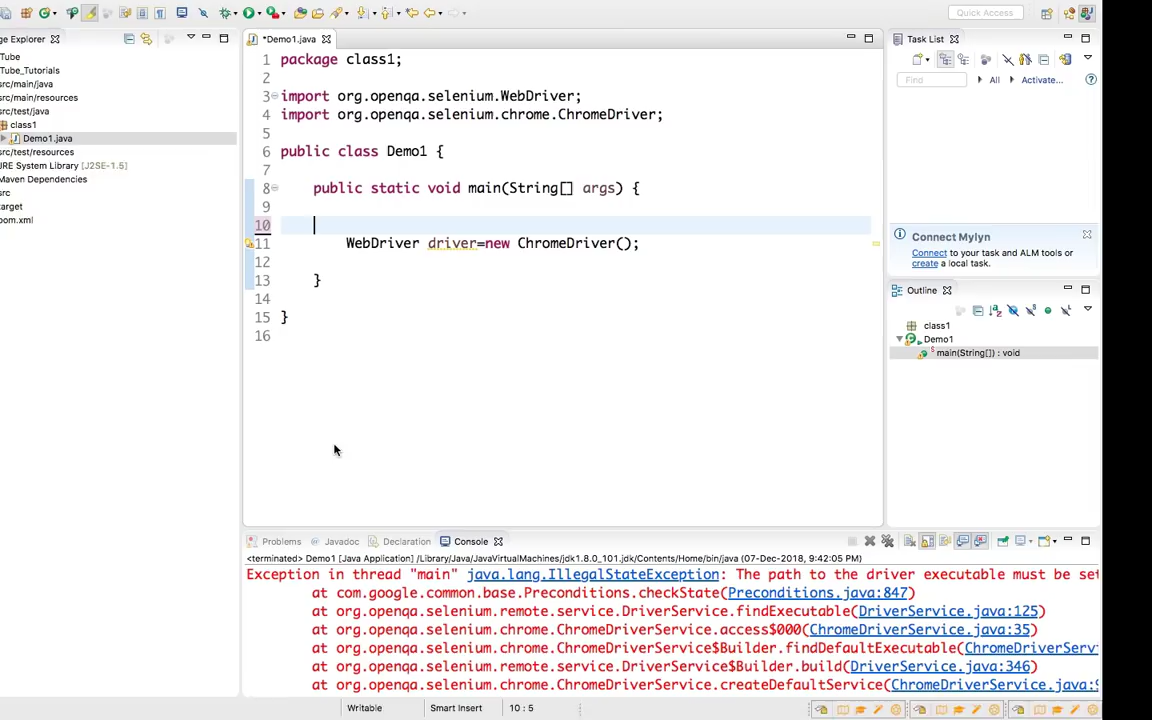 Quick Access
ge Explorer
Tube
Tube_Tutorials
src/main/java
src/main/resources
src/test/java
class1
Demo1.java
src/test/resources
JRE System Library [J2SE-1.5]
Maven Dependencies
src
target
pom.xml
*Demo1.java
1 package class1;
2
3 import org.openqa.selenium.WebDriver;
4 import org.openqa.selenium.chrome.ChromeDriver;
5
6 public class Demo1 {
7
8 public static void main(String[] args) {
9
10
11 WebDriver driver=new ChromeDriver();
12
13 }
14
15 }
16
Task List
Find
All
Activate...
Connect Mylyn
Connect to your task and ALM tools or
create a local task.
Outline
class1
Demo1
main(String[]) : void
Problems
@ Javadoc
Declaration
Console
<terminated> Demo1 [Java Application] /Library/Java/JavaVirtualMachines/jdk1.8.0_101.jdk/Contents/Home/bin/java (07-Dec-2018, 9:42:05 PM)
Exception in thread "main" java.lang.IllegalStateException: The path to the driver executable must be set
at com.google.common.base.Preconditions.checkState(Preconditions.java:847)
at org.openqa.selenium.remote.service.DriverService.findExecutable(DriverService.java:125)
at org.openqa.selenium.chrome.ChromeDriverService.access$000(ChromeDriverService.java:35)
at org.openqa.selenium.chrome.ChromeDriverService$Builder.findDefaultExecutable(ChromeDriverServ
at org.openqa.selenium.remote.service.DriverService$Builder.build(DriverService.java:346)
at org.openqa.selenium.chrome.ChromeDriverService.createDefaultService(ChromeDriverService.java:9
Writable
Smart Insert
10 : 5